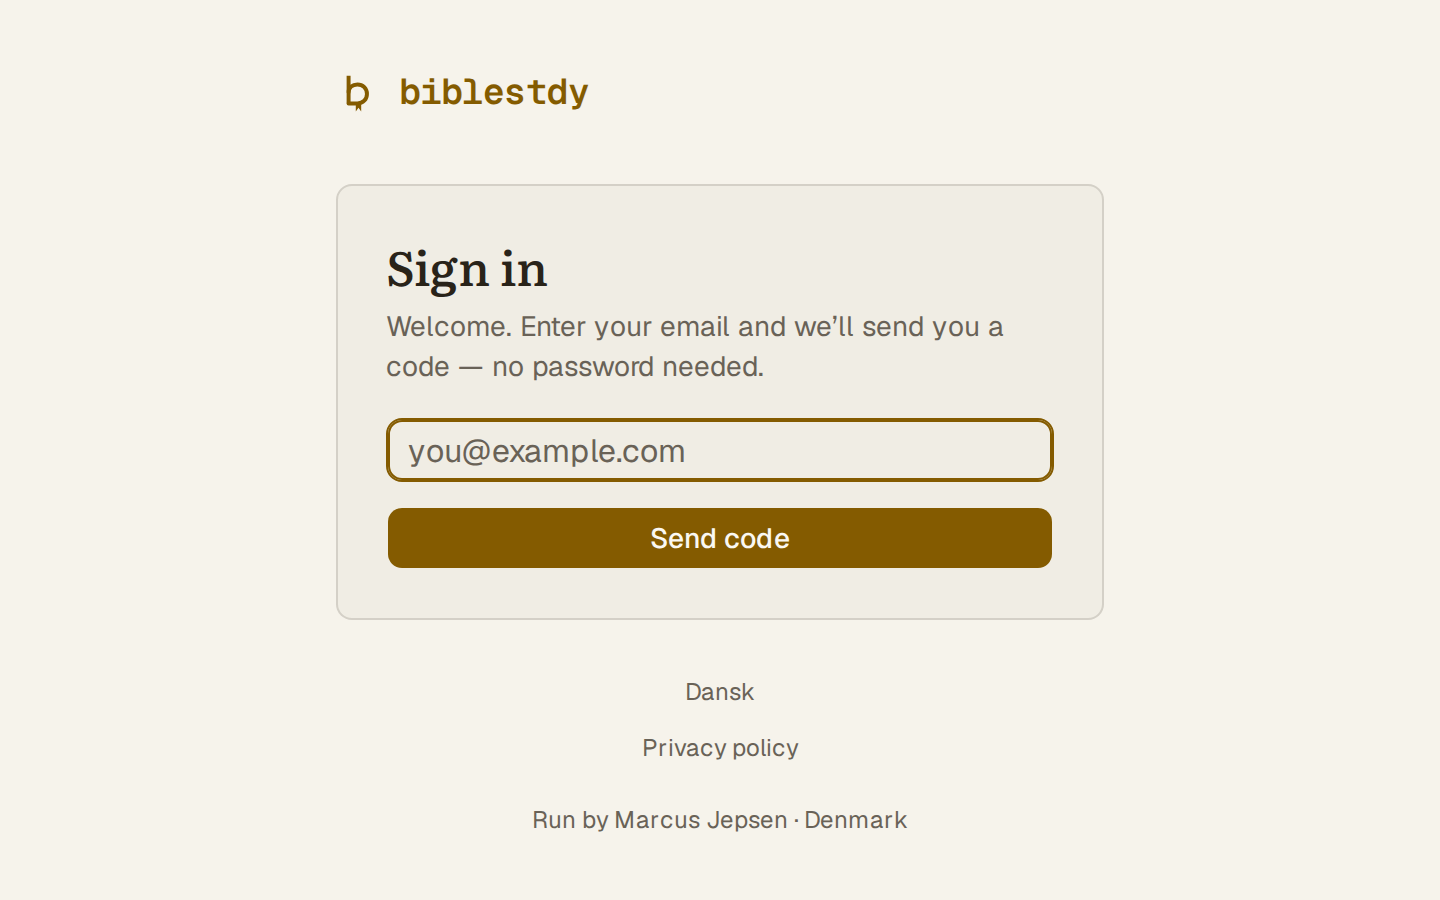 biblestdy
Sign in
Welcome. Enter your email and we’ll send you a
code — no password needed.
you@example.com
Send code
Dansk
Privacy policy
Run by Marcus Jepsen · Denmark